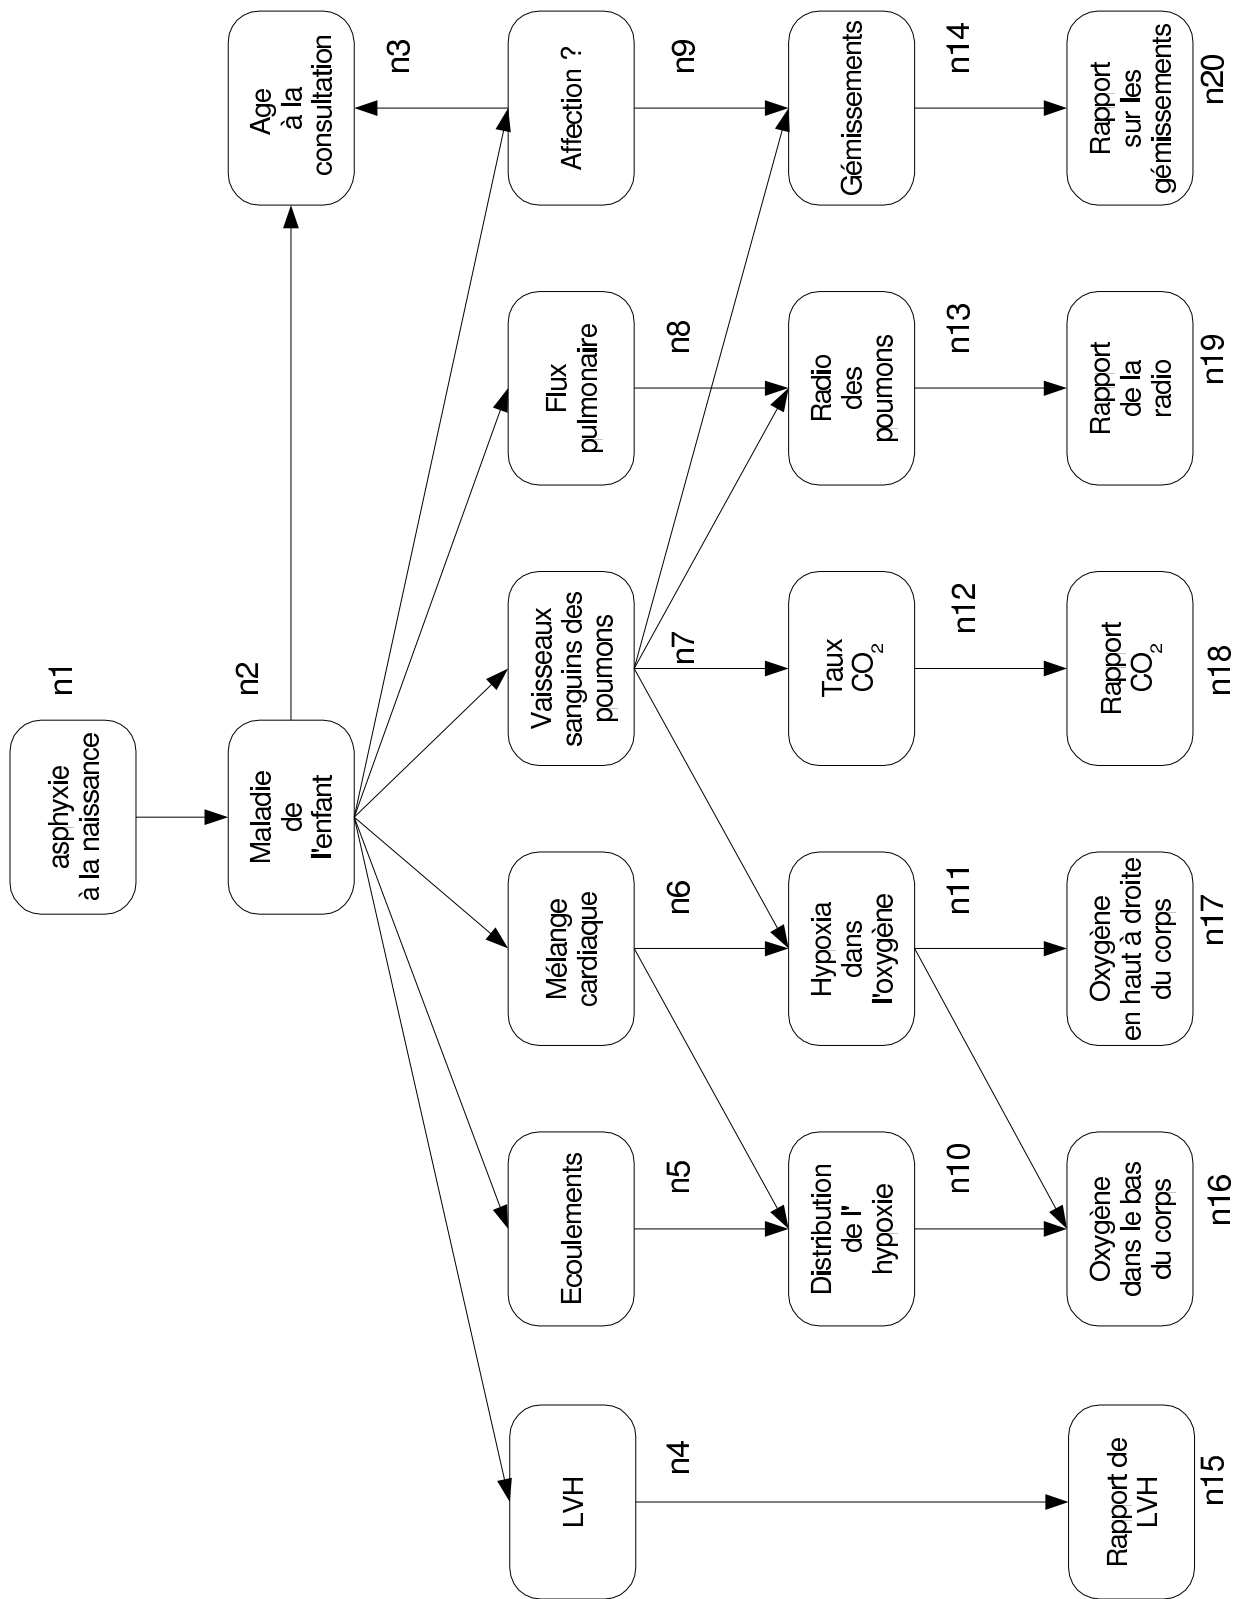 asphyxie
à la naissance
n1
Maladie
de
l'enfant
n2
Age
à la
consultation
n3
LVH
n4
Ecoulements
n5
Mélange
cardiaque
n6
Vaisseaux
sanguins des
poumons
n7
Flux
pulmonaire
n8
Affection ?
n9
Distribution
de l'
hypoxie
n10
Hypoxia
dans
l'oxygène
n11
Taux
CO₂
n12
Radio
des
poumons
n13
Gémissements
n14
Rapport de
LVH
n15
Oxygène
dans le bas
du corps
n16
Oxygène
en haut à droite
du corps
n17
Rapport
CO₂
n18
Rapport
de la
radio
n19
Rapport
sur les
gémissements
n20